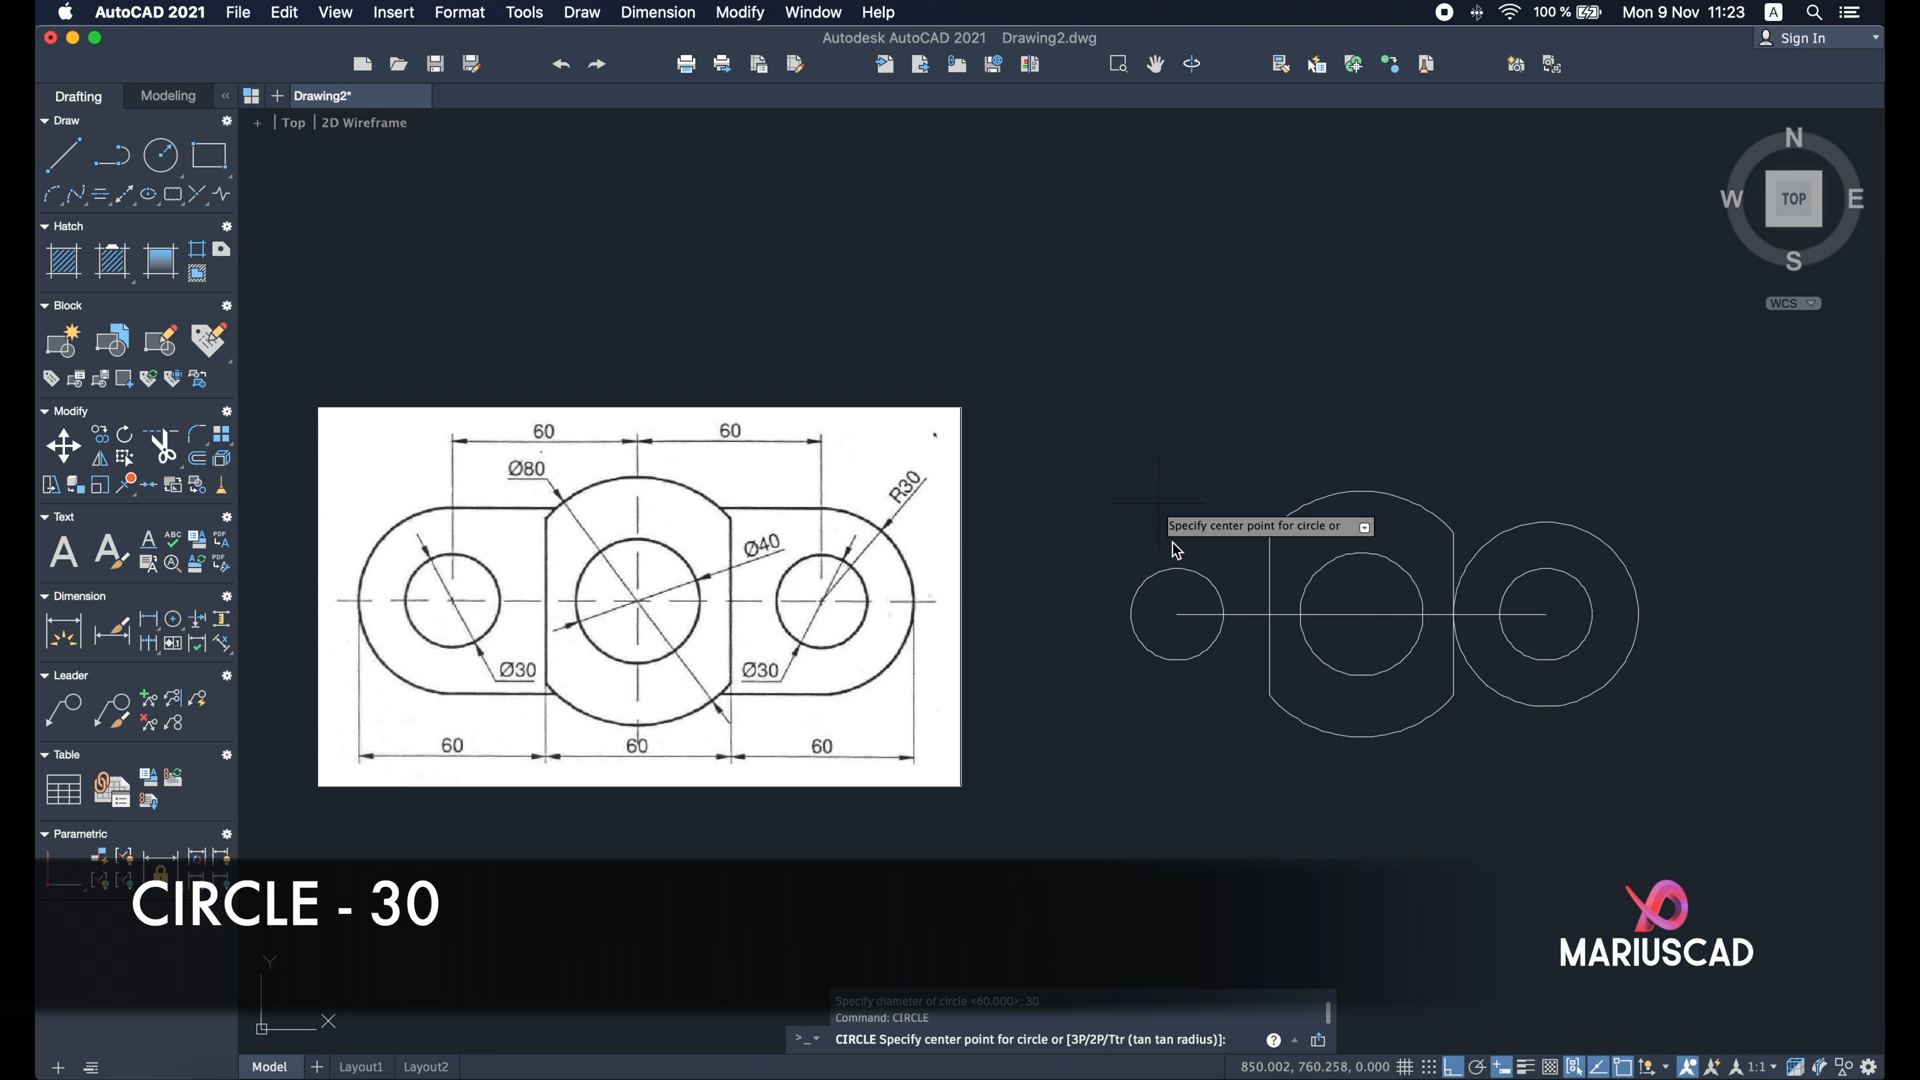 AutoCAD 2021 File Edit View Insert Format Tools Draw Dimension Modify Window Help 100 % Mon 9 Nov 11:23 A
Autodesk AutoCAD 2021 Drawing2.dwg Sign In
Drafting Modeling Drawing2*
Draw
Top 2D Wireframe
N
W TOP E
S
WCS
Hatch
Block
Modify
60 60
Ø80
R30
Ø40
Ø30 Ø30
60 60 60
Specify center point for circle or
Text
A A A ABC PDF
Dimension
Leader
Table
Parametric
CIRCLE - 30
MARIUSCAD
Y
X
Specify diameter of circle <60.000>: 30
Command: CIRCLE
CIRCLE Specify center point for circle or [3P/2P/Ttr (tan tan radius)]:
Model Layout1 Layout2 850.002, 760.258, 0.000 1:1